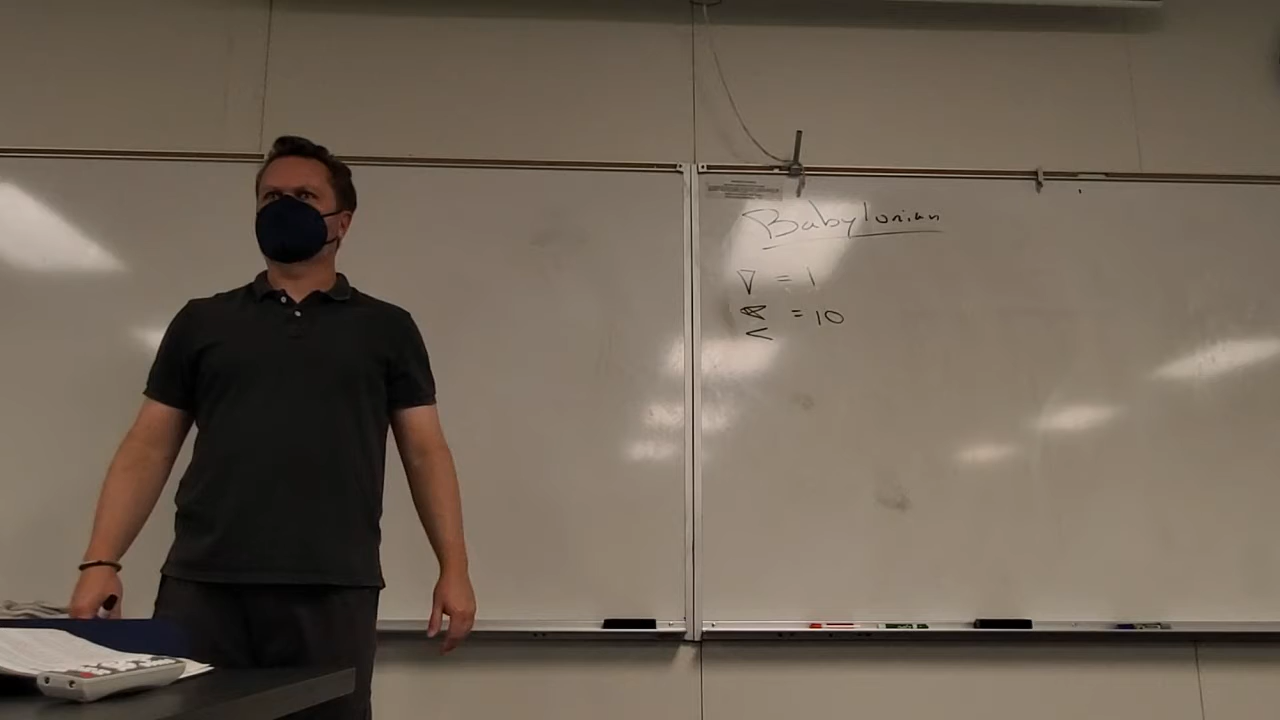 Babylonian
▽ = 1
= 10
<